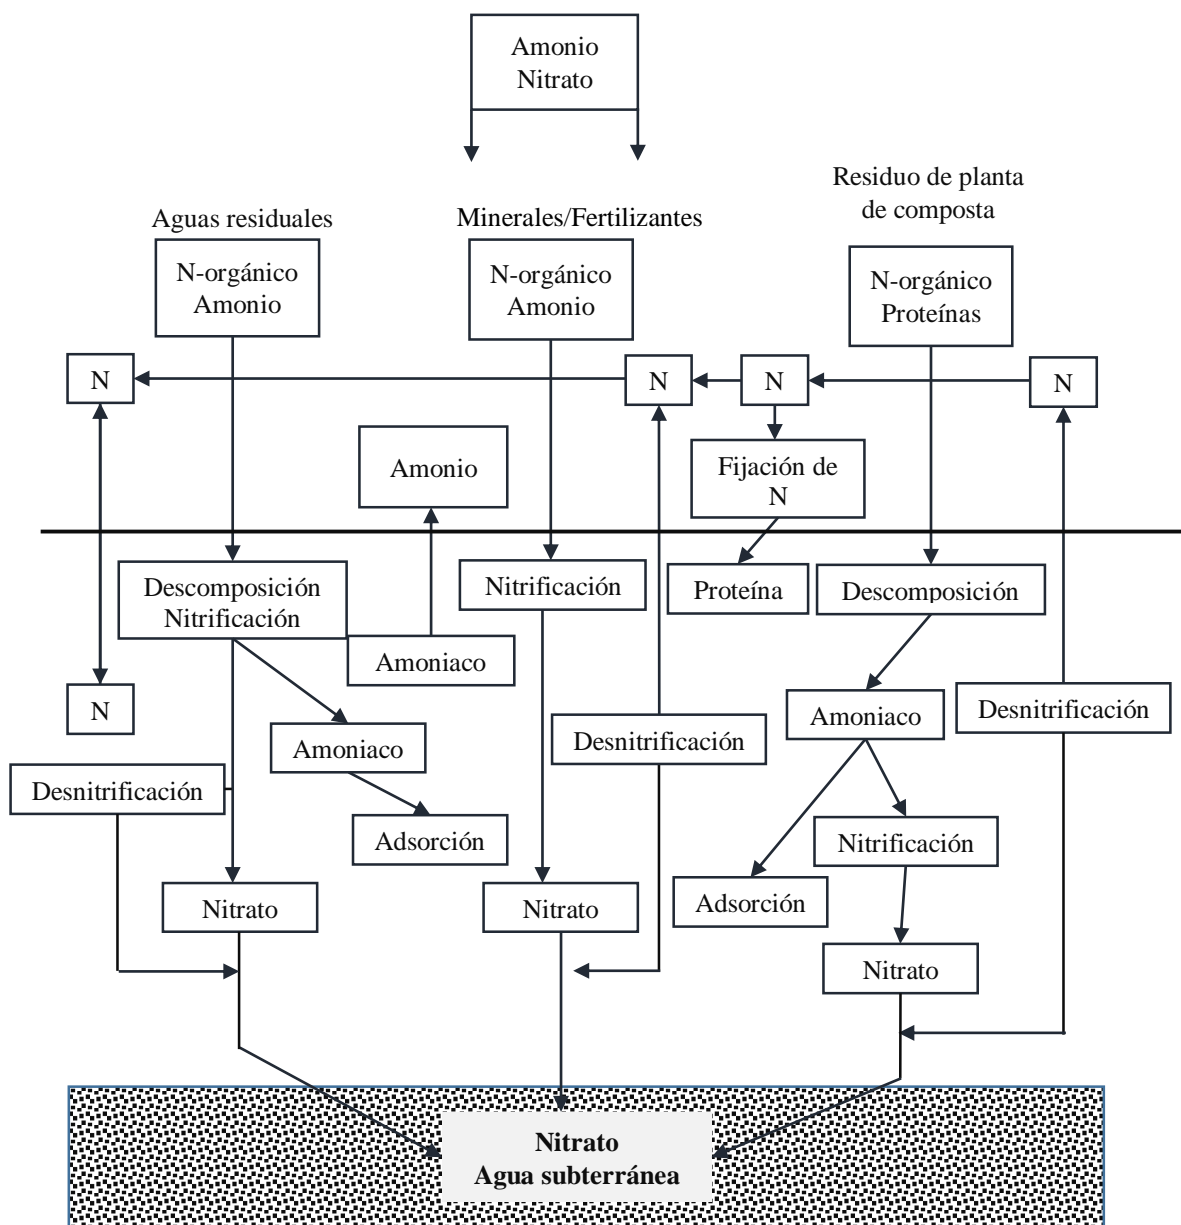 Amonio
Nitrato
Residuo de planta
de composta
Aguas residuales
Minerales/Fertilizantes
N-orgánico
Amonio
N-orgánico
Amonio
N-orgánico
Proteínas
N
N
N
N
Amonio
Fijación de
N
Descomposición
Nitrificación
Nitrificación
Proteína
Descomposición
Amoniaco
N
Amoniaco
Desnitrificación
Amoniaco
Desnitrificación
Desnitrificación
Adsorción
Nitrificación
Nitrato
Nitrato
Adsorción
Nitrato
Nitrato
Agua subterránea